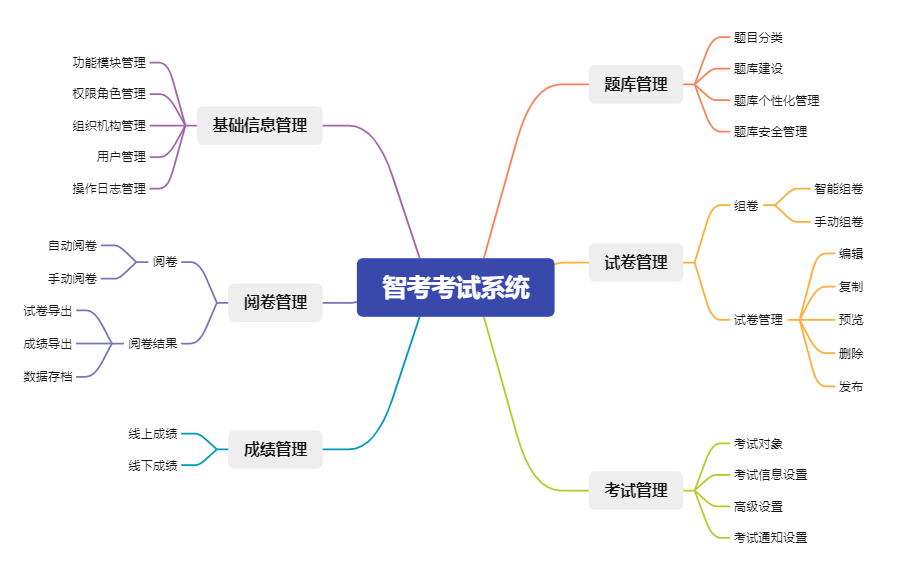 智考考试系统
题库管理
题目分类
题库建设
题库个性化管理
题库安全管理
试卷管理
组卷
智能组卷
手动组卷
试卷管理
编辑
复制
预览
删除
发布
考试管理
考试对象
考试信息设置
高级设置
考试通知设置
基础信息管理
功能模块管理
权限角色管理
组织机构管理
用户管理
操作日志管理
阅卷管理
阅卷
自动阅卷
手动阅卷
阅卷结果
试卷导出
成绩导出
数据存档
成绩管理
线上成绩
线下成绩